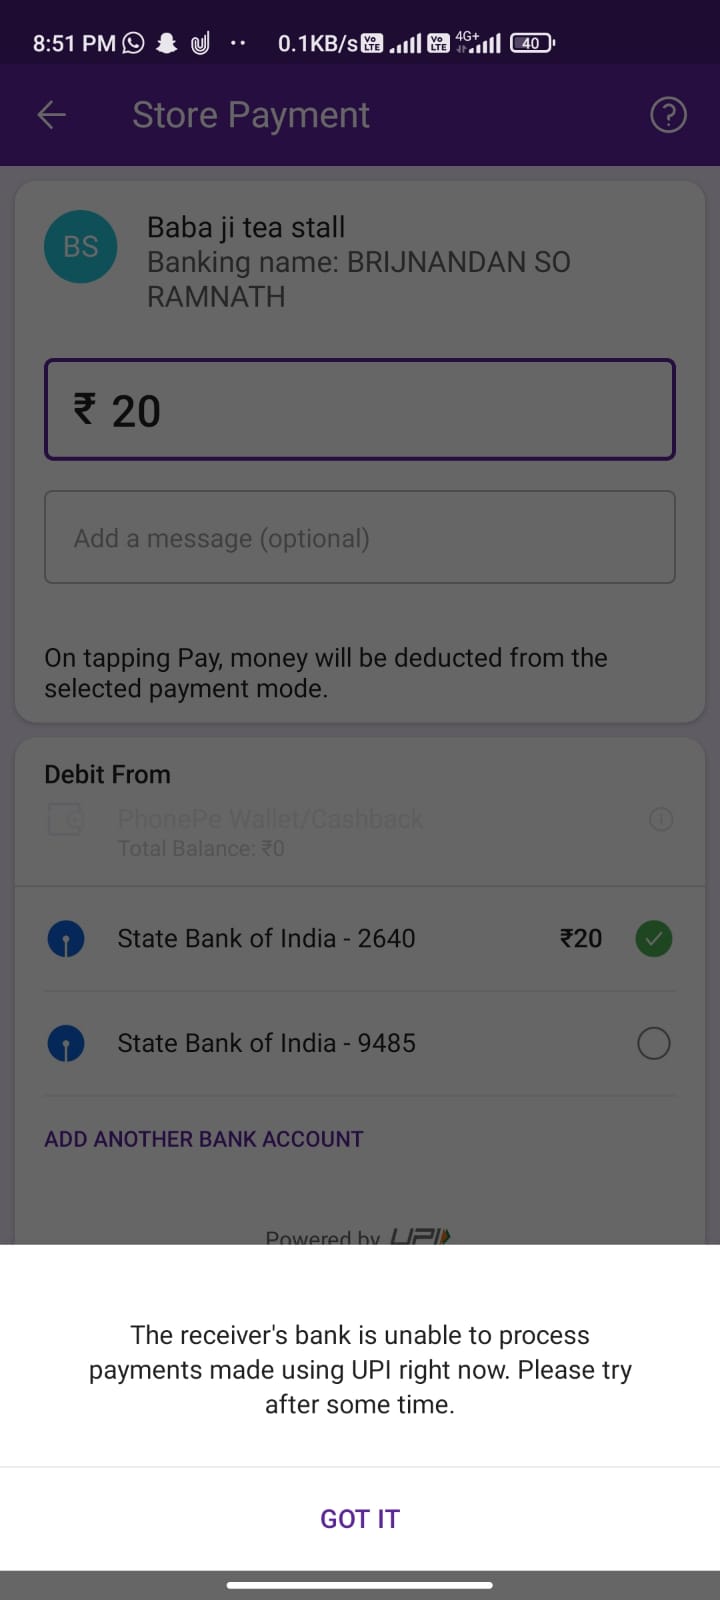 8:51 PM 0.1KB/s Vo LTE Vo LTE 4G+ 40
Store Payment ?
BS
Baba ji tea stall
Banking name: BRIJNANDAN SO
RAMNATH
₹ 20
Add a message (optional)
On tapping Pay, money will be deducted from the
selected payment mode.
Debit From
PhonePe Wallet/Cashback
Total Balance: ₹0
State Bank of India - 2640 ₹20
State Bank of India - 9485
ADD ANOTHER BANK ACCOUNT
Powered by UPI
The receiver's bank is unable to process
payments made using UPI right now. Please try
after some time.
GOT IT